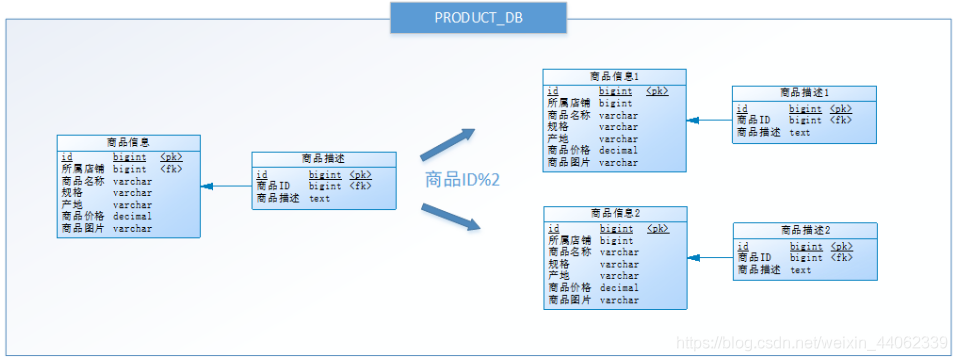 PRODUCT_DB
商品信息
id bigint <pk>
所属店铺 bigint <fk>
商品名称 varchar
规格 varchar
产地 varchar
商品价格 decimal
商品图片 varchar
商品描述
id bigint <pk>
商品ID bigint <fk>
商品描述 text
商品ID%2
商品信息1
id bigint <pk>
所属店铺 bigint
商品名称 varchar
规格 varchar
产地 varchar
商品价格 decimal
商品图片 varchar
商品描述1
id bigint <pk>
商品ID bigint <fk>
商品描述 text
商品信息2
id bigint <pk>
所属店铺 bigint
商品名称 varchar
规格 varchar
产地 varchar
商品价格 decimal
商品图片 varchar
商品描述2
id bigint <pk>
商品ID bigint <fk>
商品描述 text
https://blog.csdn.net/weixin_44062339